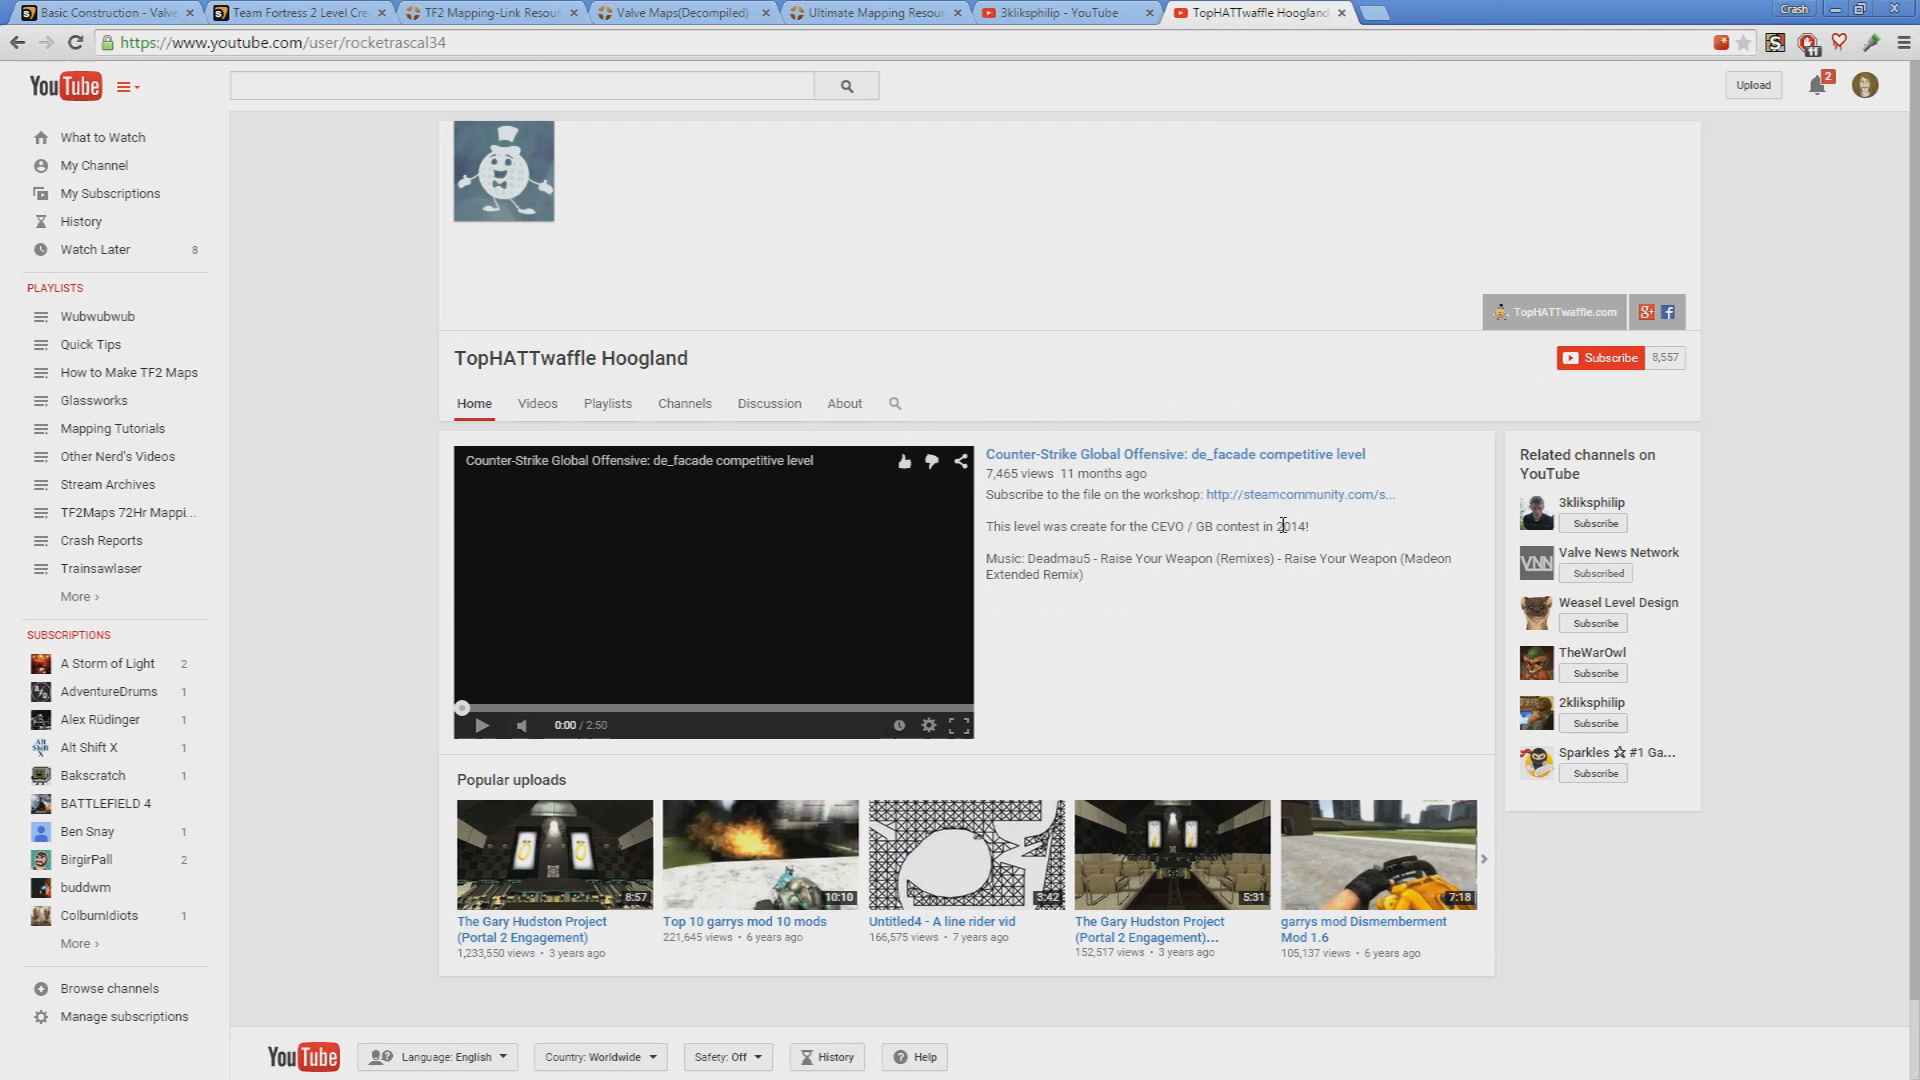 Basic Construction - Valve
Team Fortress 2 Level Cre
TF2 Mapping-Link Resour
Valve Maps(Decompiled)
Ultimate Mapping Resour
3kliksphilip - YouTube
TopHATTwaffle Hoogland
Crash
https://www.youtube.com/user/rocketrascal34
11
YouTube
Upload
2
What to Watch
My Channel
My Subscriptions
History
Watch Later 8
PLAYLISTS
Wubwubwub
Quick Tips
How to Make TF2 Maps
Glassworks
Mapping Tutorials
Other Nerd's Videos
Stream Archives
TF2Maps 72Hr Mappi...
Crash Reports
Trainsawlaser
More ›
SUBSCRIPTIONS
A Storm of Light 2
AdventureDrums 1
Alex Rüdinger 1
Alt Shift X 1
Bakscratch 1
BATTLEFIELD 4
Ben Snay 1
BirgirPall 2
buddwm
ColburnIdiots 1
More ›
Browse channels
Manage subscriptions
TopHATTwaffle.com
TopHATTwaffle Hoogland
Subscribe 8,557
Home Videos Playlists Channels Discussion About
Counter-Strike Global Offensive: de_facade competitive level
0:00 / 2:50
Counter-Strike Global Offensive: de_facade competitive level
7,465 views 11 months ago
Subscribe to the file on the workshop: http://steamcommunity.com/s...
This level was create for the CEVO / GB contest in 2014!
Music: Deadmau5 - Raise Your Weapon (Remixes) - Raise Your Weapon (Madeon
Extended Remix)
Related channels on
YouTube
3kliksphilip
Subscribe
VNN
Valve News Network
Subscribed
Weasel Level Design
Subscribe
TheWarOwl
Subscribe
2kliksphilip
Subscribe
Sparkles ☆ #1 Ga...
Subscribe
Popular uploads
8:57
The Gary Hudston Project
(Portal 2 Engagement)
1,233,550 views • 3 years ago
10:10
Top 10 garrys mod 10 mods
221,645 views • 6 years ago
3:42
Untitled4 - A line rider vid
166,575 views • 7 years ago
5:31
The Gary Hudston Project
(Portal 2 Engagement)...
152,517 views • 3 years ago
7:18
garrys mod Dismemberment
Mod 1.6
105,137 views • 6 years ago
YouTube
Language: English
Country: Worldwide
Safety: Off
History
Help